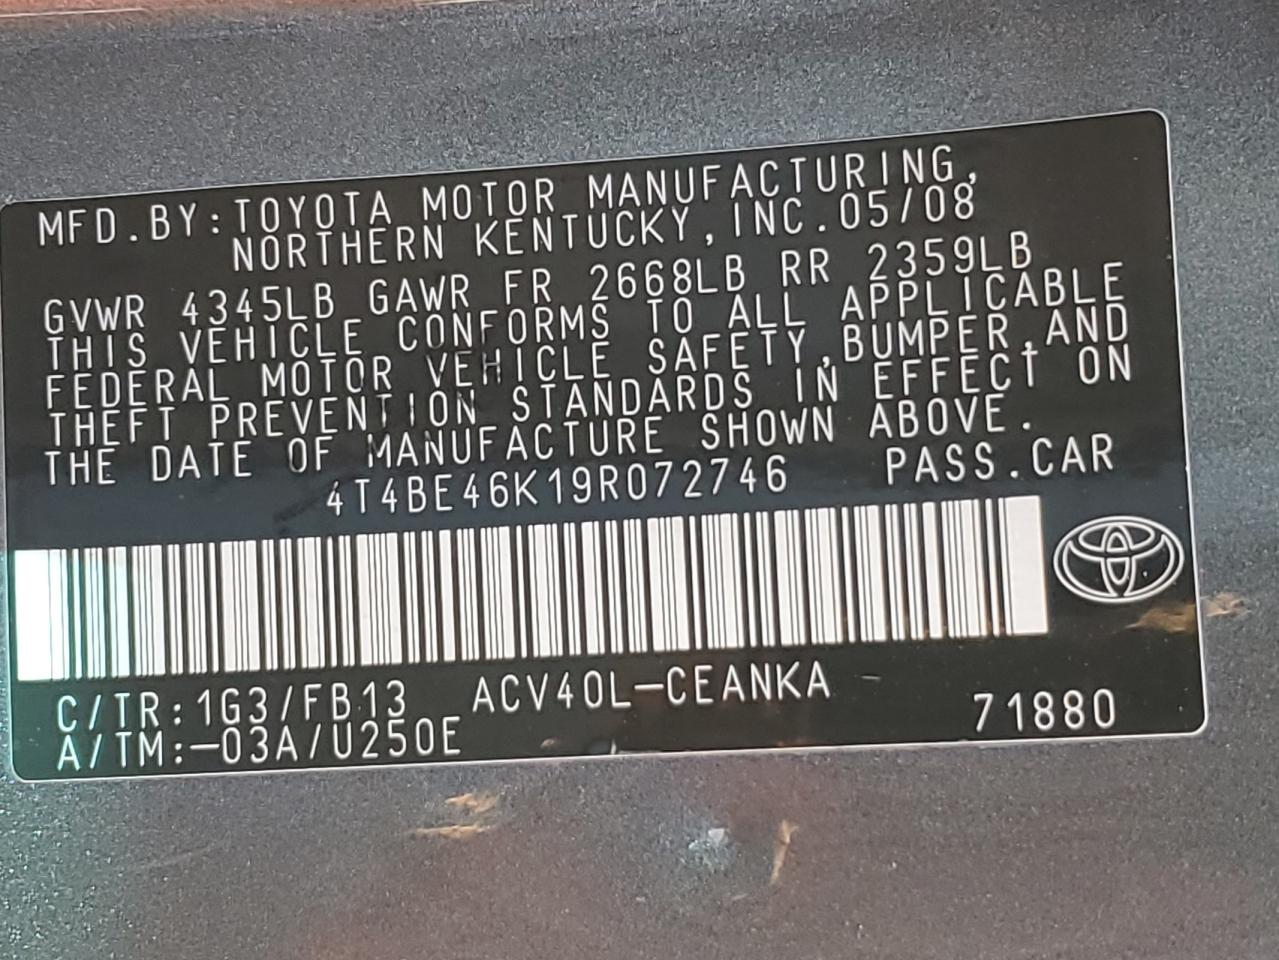 MFD.BY:TOYOTA MOTOR MANUFACTURING,
NORTHERN KENTUCKY,INC.05/08
GVWR 4345LB GAWR FR 2668LB RR 2359LB
THIS VEHICLE CONFORMS TO ALL APPLICABLE
FEDERAL MOTOR VEHICLE SAFETY,BUMPER,AND
THEFT PREVENTION STANDARDS IN EFFECT ON
THE DATE OF MANUFACTURE SHOWN ABOVE.
4T4BE46K19R072746 PASS.CAR
C/TR:1G3/FB13 ACV40L-CEANKA -
A/TM:-03A/U250E 71880